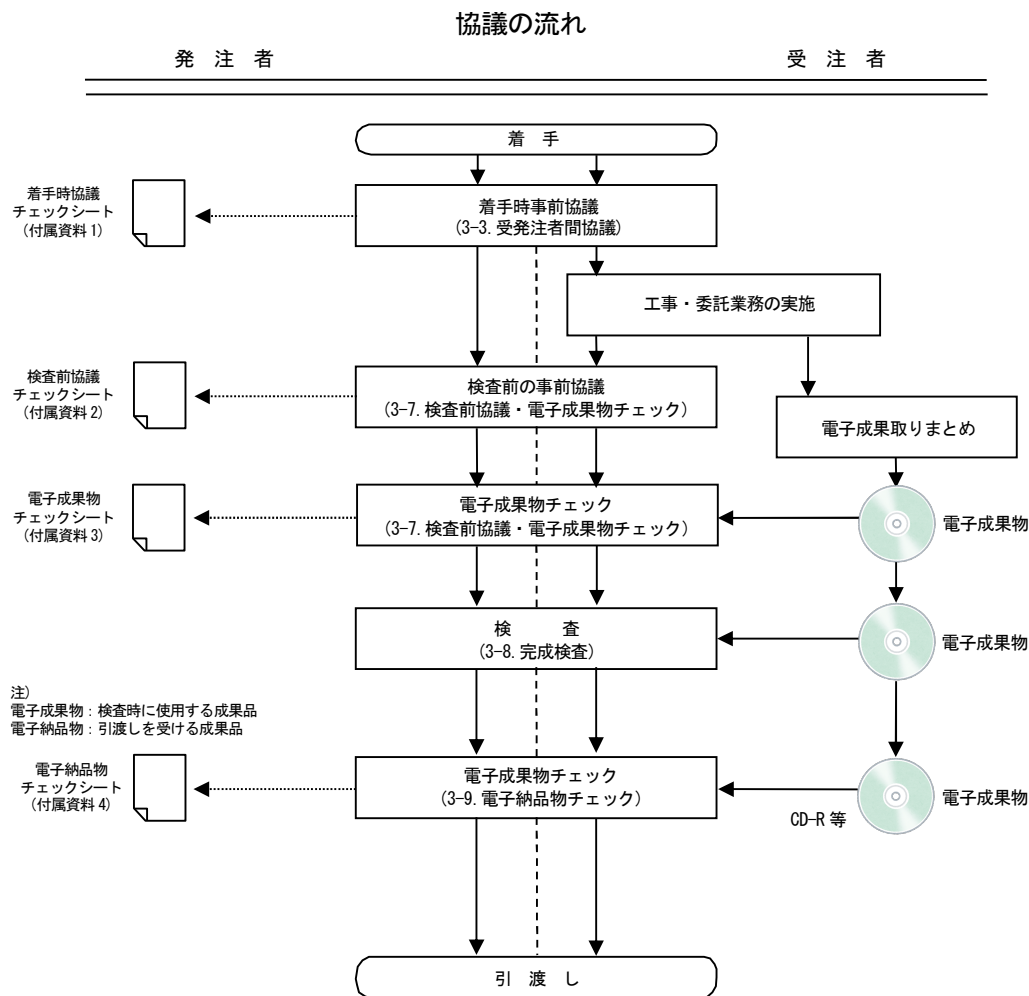 協議の流れ
発 注 者
受 注 者
着 手
着手時協議
チェックシート
(付属資料 1)
着手時事前協議
(3-3. 受発注者間協議)
工事・委託業務の実施
検査前協議
チェックシート
(付属資料 2)
検査前の事前協議
(3-7. 検査前協議・電子成果物チェック)
電子成果取りまとめ
電子成果物
チェックシート
(付属資料 3)
電子成果物チェック
(3-7. 検査前協議・電子成果物チェック)
電子成果物
検 査
(3-8. 完成検査)
電子成果物
注)
電子成果物：検査時に使用する成果品
電子納品物：引渡しを受ける成果品
電子納品物
チェックシート
(付属資料 4)
電子成果物チェック
(3-9. 電子納品物チェック)
電子成果物
CD-R 等
引 渡 し